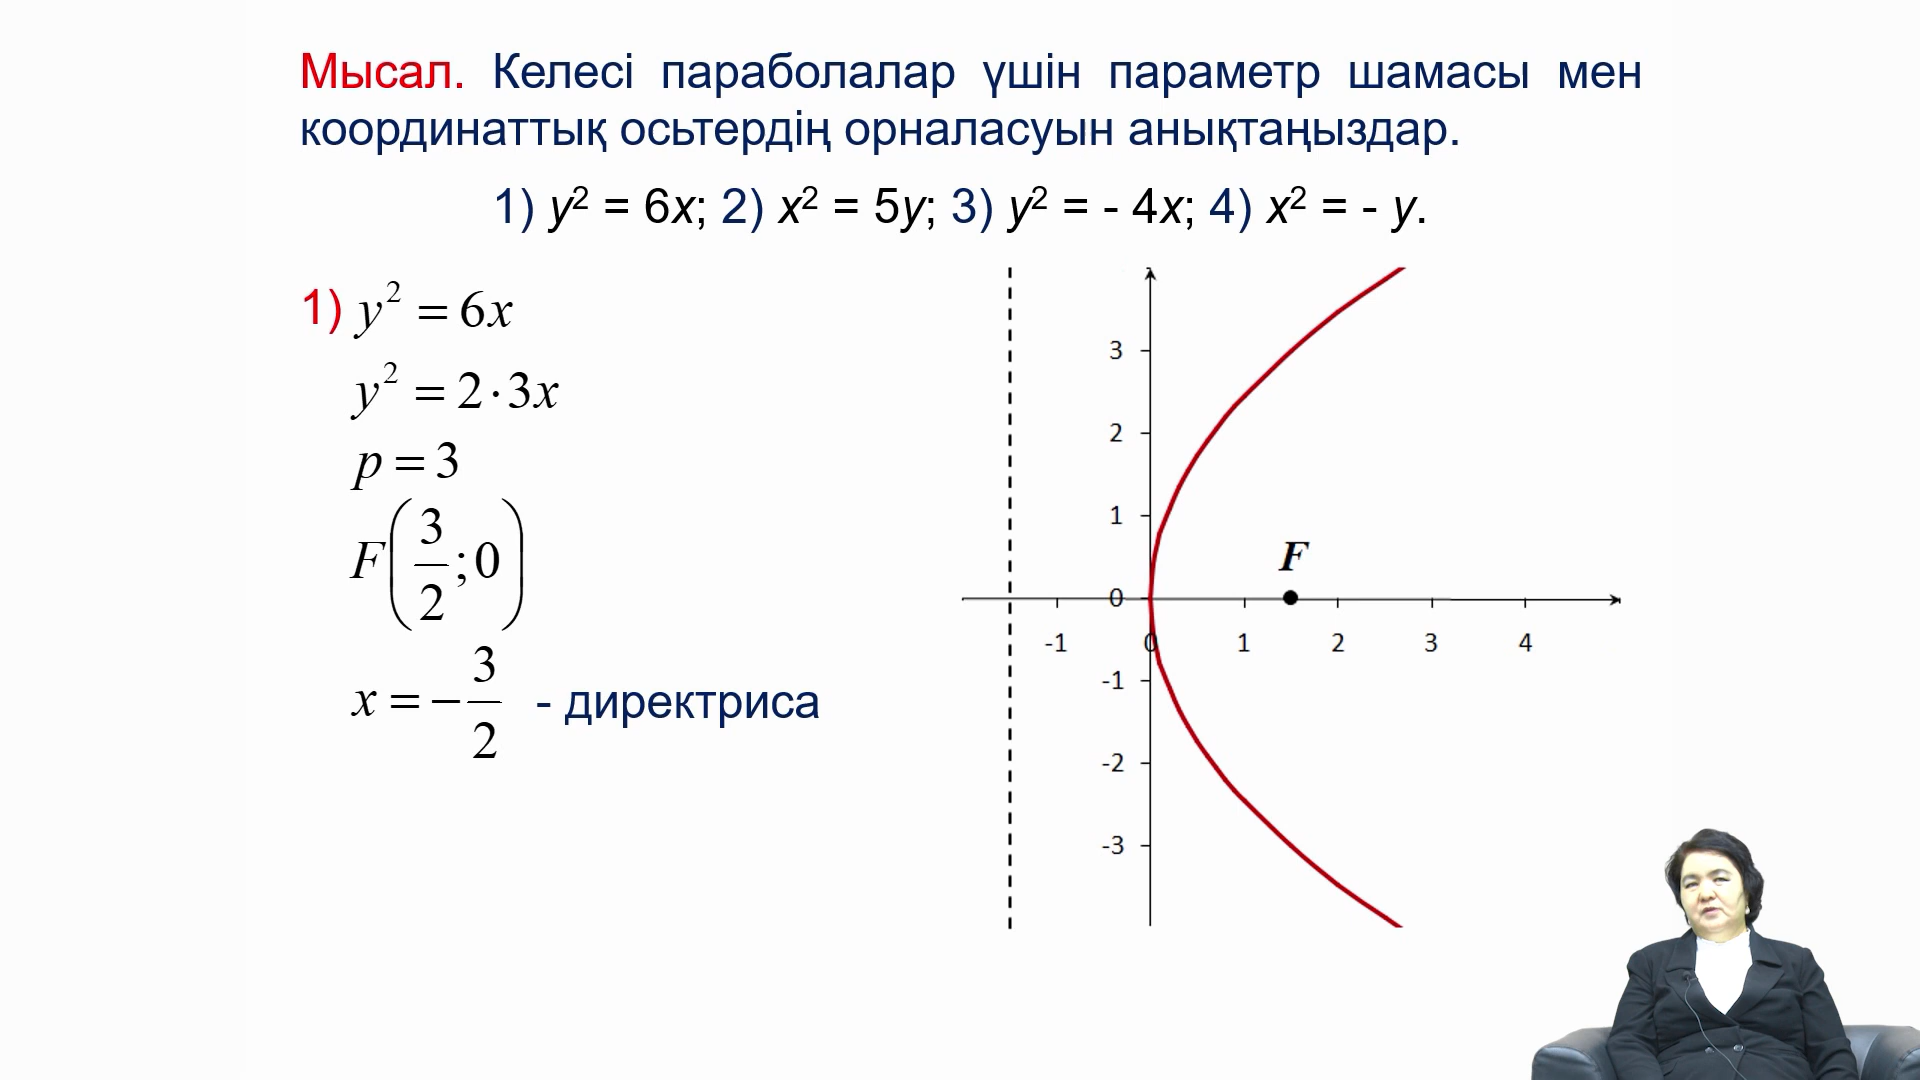 Мысал. Келесі параболалар үшін параметр шамасы мен
координаттық осьтердің орналасуын анықтаңыздар.
1) y² = 6x; 2) x² = 5y; 3) y² = - 4x; 4) x² = - y.
1) y² = 6x
y² = 2·3x
p = 3
F(3/2;0)
x = −3/2 - директриса
3
2
1
F
0
-1 0 1 2 3 4
-1
-2
-3